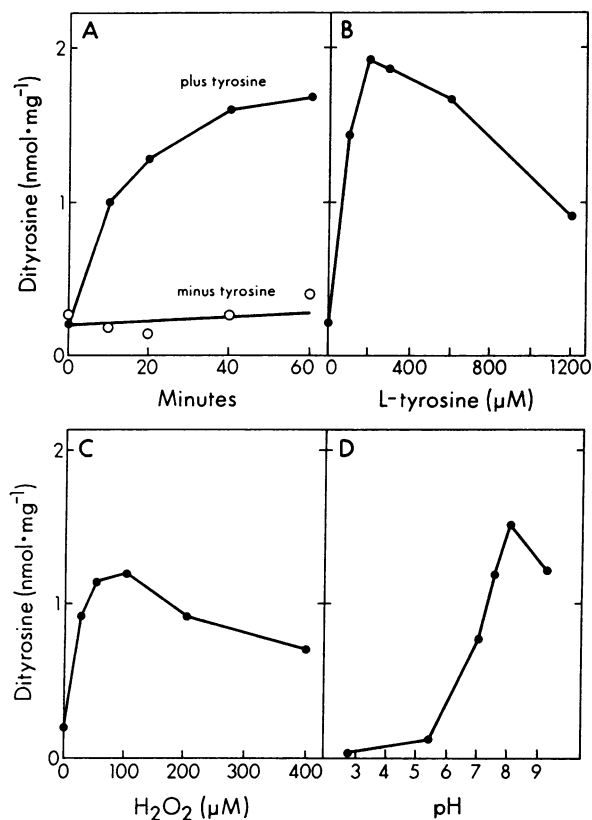 A
B
2
1
0
Dityrosine (nmol·mg⁻¹)
plus tyrosine
minus tyrosine
0 20 40 60
0 400 800 1200
Minutes
L-tyrosine (μM)
C
D
2
1
0
Dityrosine (nmol·mg⁻¹)
0 100 200 300 400
3 4 5 6 7 8 9
H₂O₂ (μM)
pH